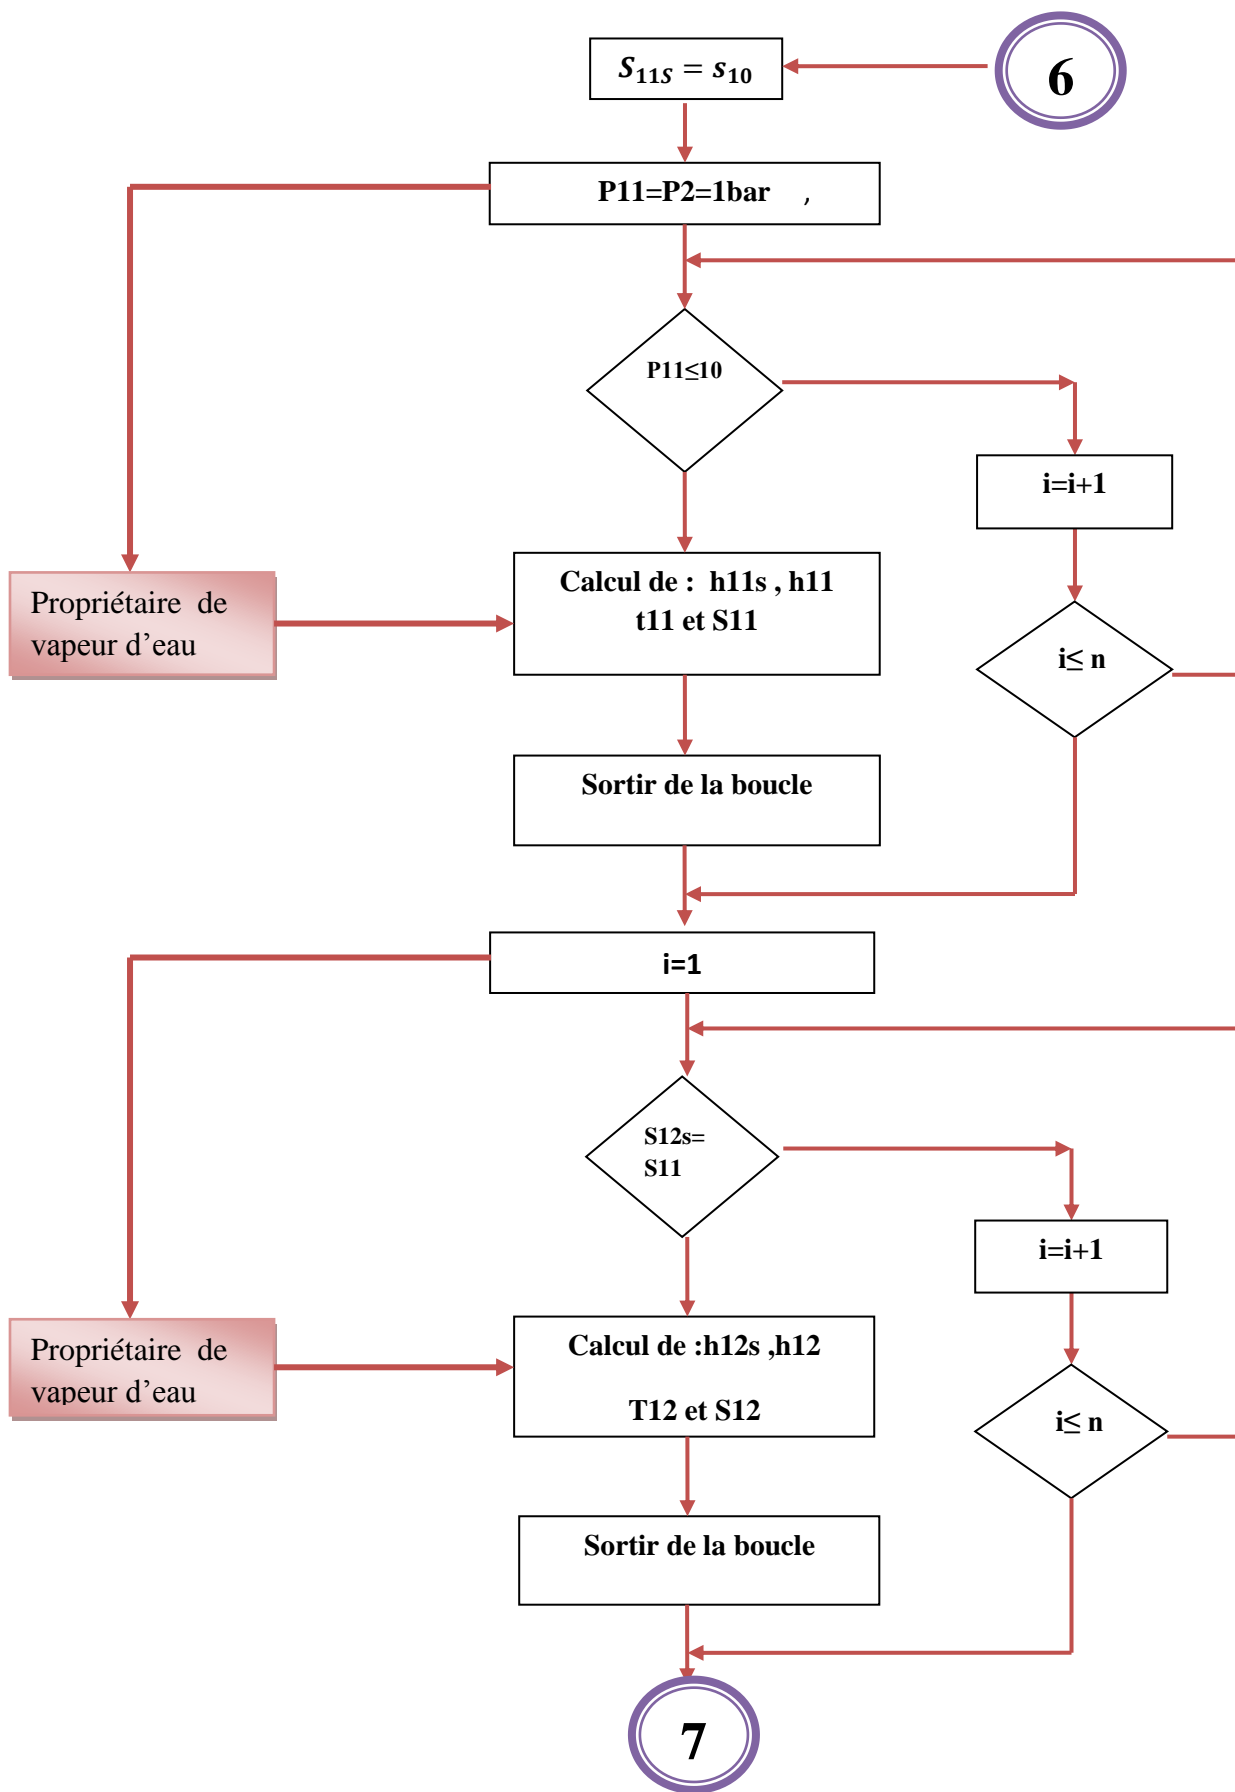 S₁₁S = s₁₀
6
P11=P2=1bar ,
P11≤10
i=i+1
Calcul de : h11s , h11
t11 et S11
Propriétaire de
vapeur d’eau
i≤ n
Sortir de la boucle
i=1
S12s=
S11
i=i+1
Calcul de :h12s ,h12
T12 et S12
Propriétaire de
vapeur d’eau
i≤ n
Sortir de la boucle
7